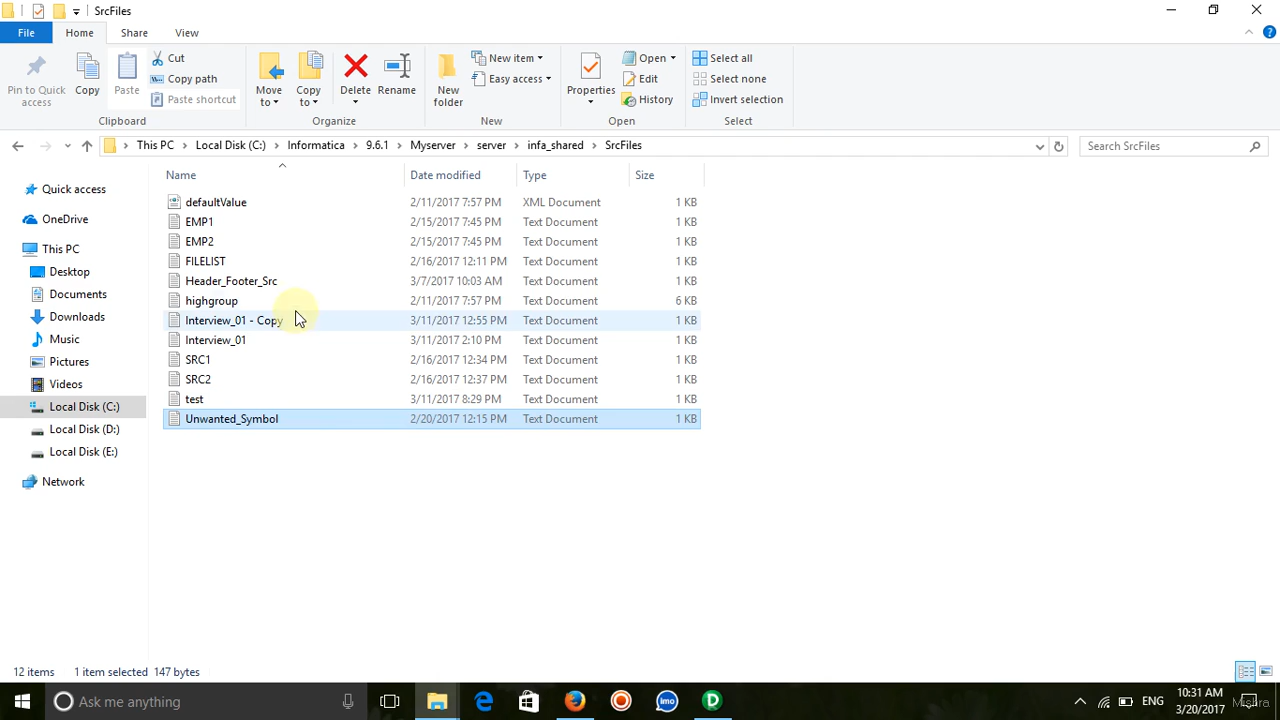 SrcFiles
File Home Share View
Pin to Quick access
Copy
Paste
Cut
Copy path
Paste shortcut
Clipboard
Move to
Copy to
Delete
Rename
Organize
New folder
New item
Easy access
New
Properties
Open
Edit
History
Open
Select all
Select none
Invert selection
Select
This PC Local Disk (C:) Informatica 9.6.1 Myserver server infa_shared SrcFiles
Search SrcFiles
Quick access
OneDrive
This PC
Desktop
Documents
Downloads
Music
Pictures
Videos
Local Disk (C:)
Local Disk (D:)
Local Disk (E:)
Network
Name Date modified Type Size
defaultValue 2/11/2017 7:57 PM XML Document 1 KB
EMP1 2/15/2017 7:45 PM Text Document 1 KB
EMP2 2/15/2017 7:45 PM Text Document 1 KB
FILELIST 2/16/2017 12:11 PM Text Document 1 KB
Header_Footer_Src 3/7/2017 10:03 AM Text Document 1 KB
highgroup 2/11/2017 7:57 PM Text Document 6 KB
Interview_01 - Copy 3/11/2017 12:55 PM Text Document 1 KB
Interview_01 3/11/2017 2:10 PM Text Document 1 KB
SRC1 2/16/2017 12:34 PM Text Document 1 KB
SRC2 2/16/2017 12:37 PM Text Document 1 KB
test 3/11/2017 8:29 PM Text Document 1 KB
Unwanted_Symbol 2/20/2017 12:15 PM Text Document 1 KB
12 items 1 item selected 147 bytes
Ask me anything
imo
D
ENG
10:31 AM
3/20/2017
Mishra